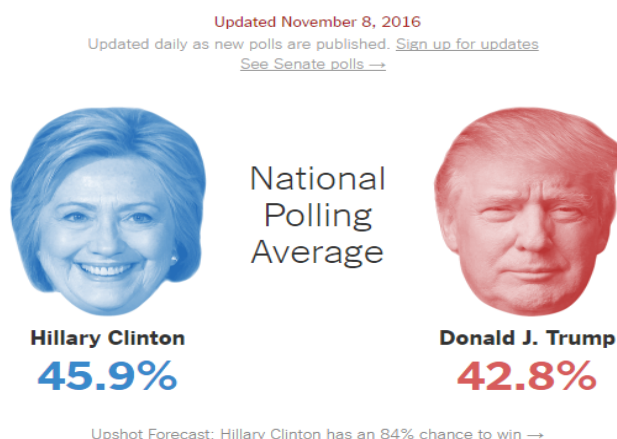 Updated November 8, 2016
Updated daily as new polls are published. Sign up for updates
See Senate polls →
National
Polling
Average
Hillary Clinton
45.9%
Donald J. Trump
42.8%
Upshot Forecast: Hillary Clinton has an 84% chance to win →